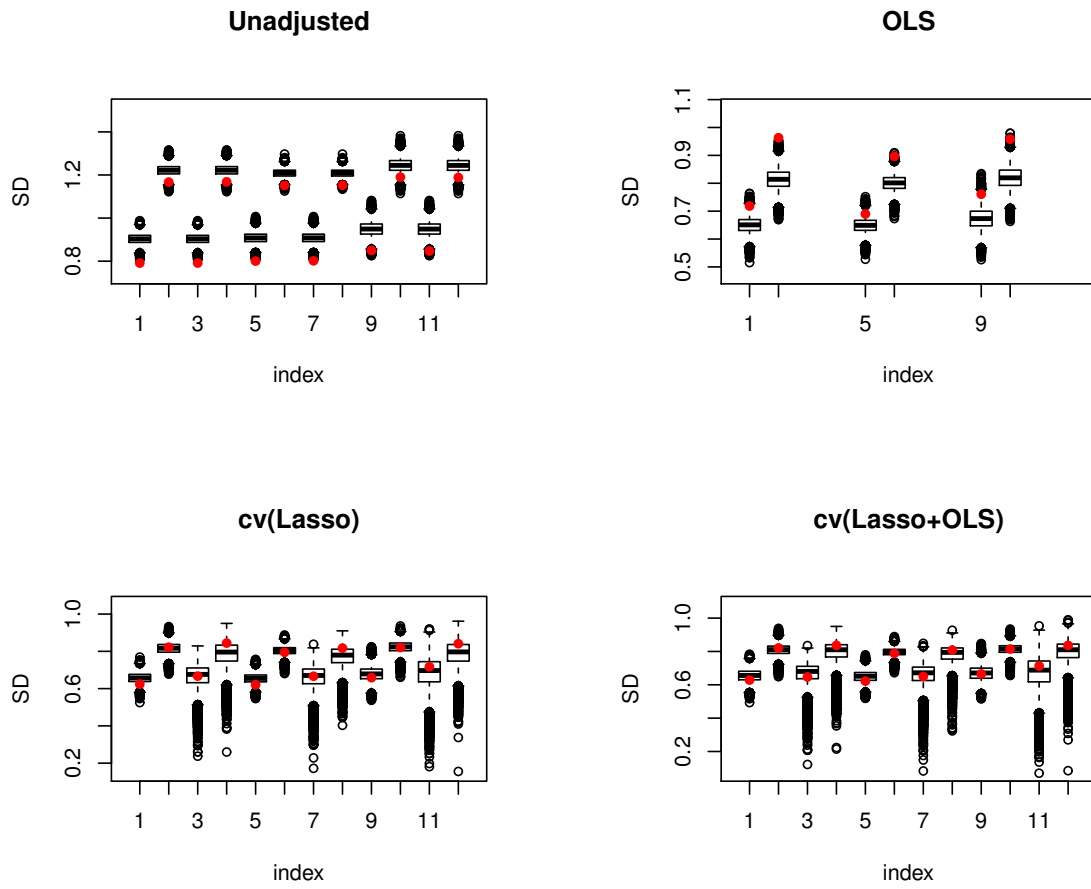 Unadjusted
SD
0.8
1.2
1
3
5
7
9
11
index
OLS
SD
0.5
0.7
0.9
1.1
1
5
9
index
cv(Lasso)
SD
0.2
0.6
1.0
1
3
5
7
9
11
index
cv(Lasso+OLS)
SD
0.2
0.6
1.0
1
3
5
7
9
11
index